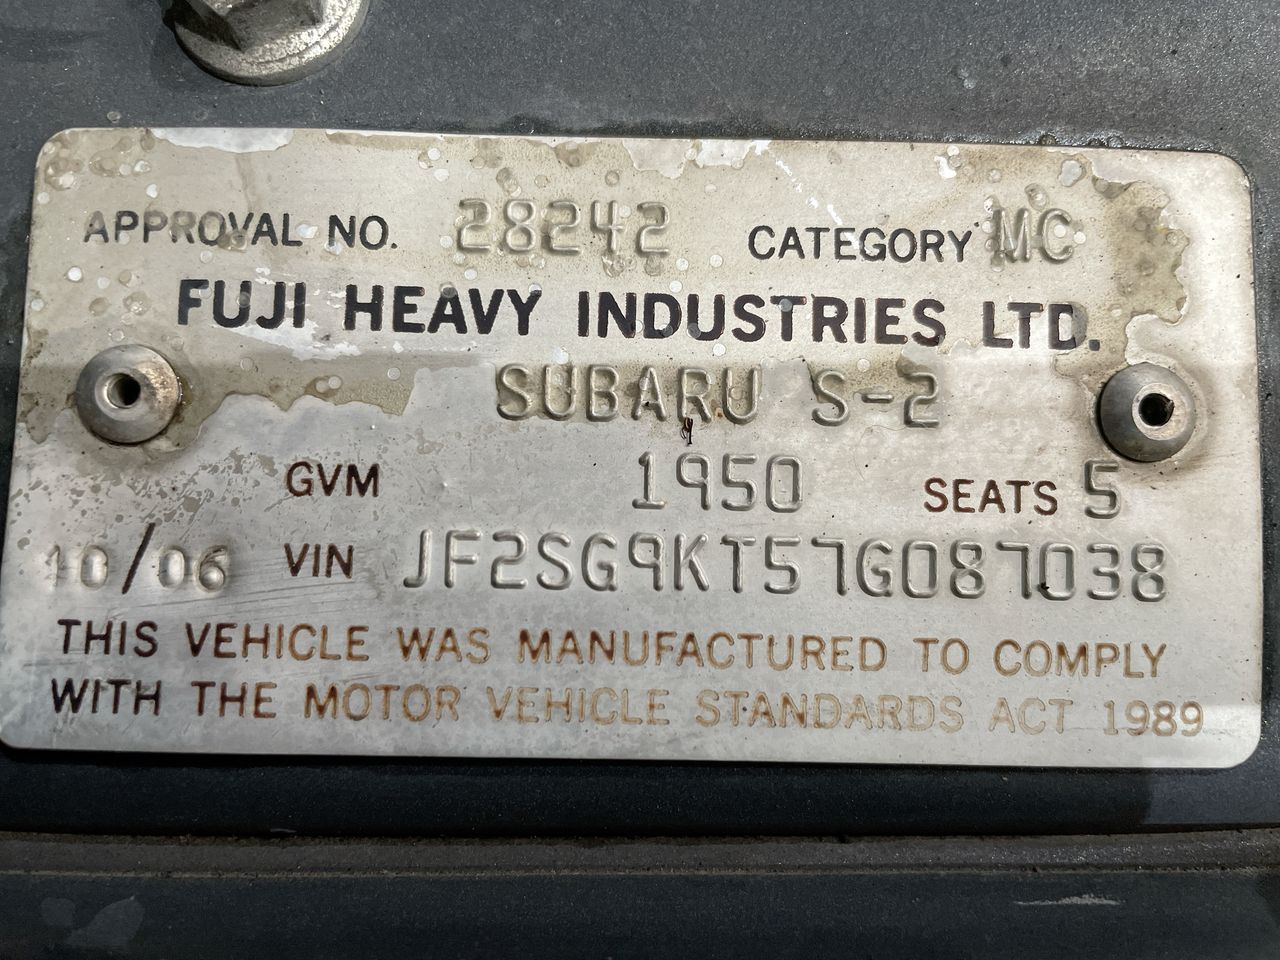 APPROVAL NO. 28242 CATEGORY MC
FUJI HEAVY INDUSTRIES LTD.
SUBARU S-2
GVM 1950 SEATS 5
10/06 VIN JF2SG9KT57G087038
THIS VEHICLE WAS MANUFACTURED TO COMPLY
WITH THE MOTOR VEHICLE STANDARDS ACT 1989